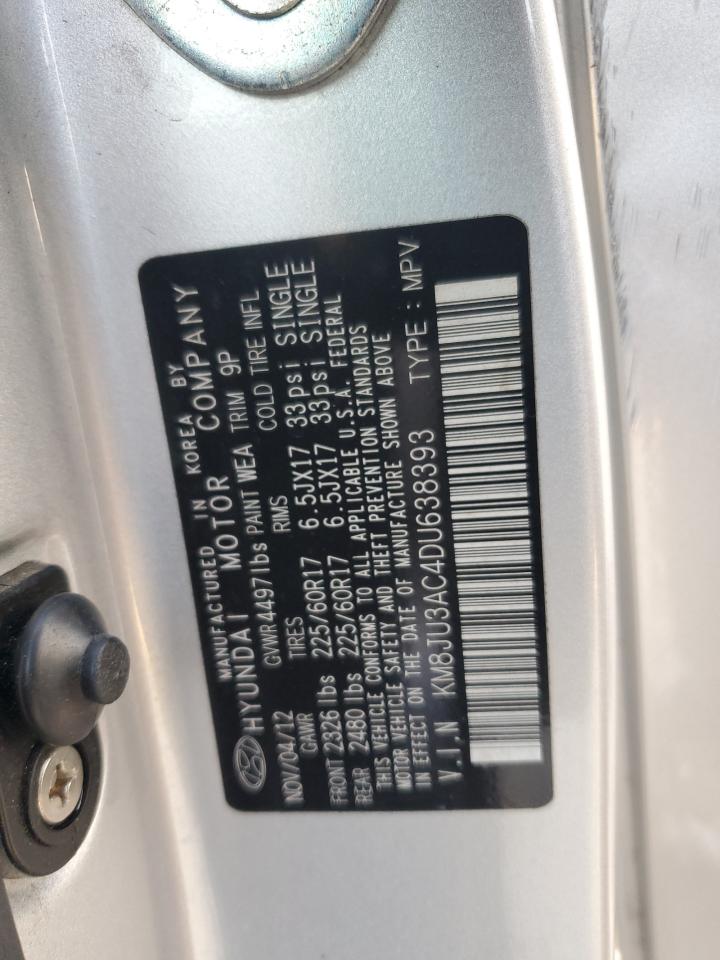 MANUFACTURED IN KOREA BY
HYUNDAI MOTOR COMPANY
NOV/04/12 GVWR 4497lbs PAINT WEA TRIM 9P
GAWR TIRES RIMS COLD TIRE INFL
FRONT 2326 lbs 225/60R17 6.5JX17 33psi SINGLE
REAR 2480 lbs 225/60R17 6.5JX17 33psi SINGLE
THIS VEHICLE CONFORMS TO ALL APPLICABLE U.S.A. FEDERAL
MOTOR VEHICLE SAFETY AND THEFT PREVENTION STANDARDS
IN EFFECT ON THE DATE OF MANUFACTURE SHOWN ABOVE
V.I.N KM8JU3AC4DU638393 TYPE : MPV